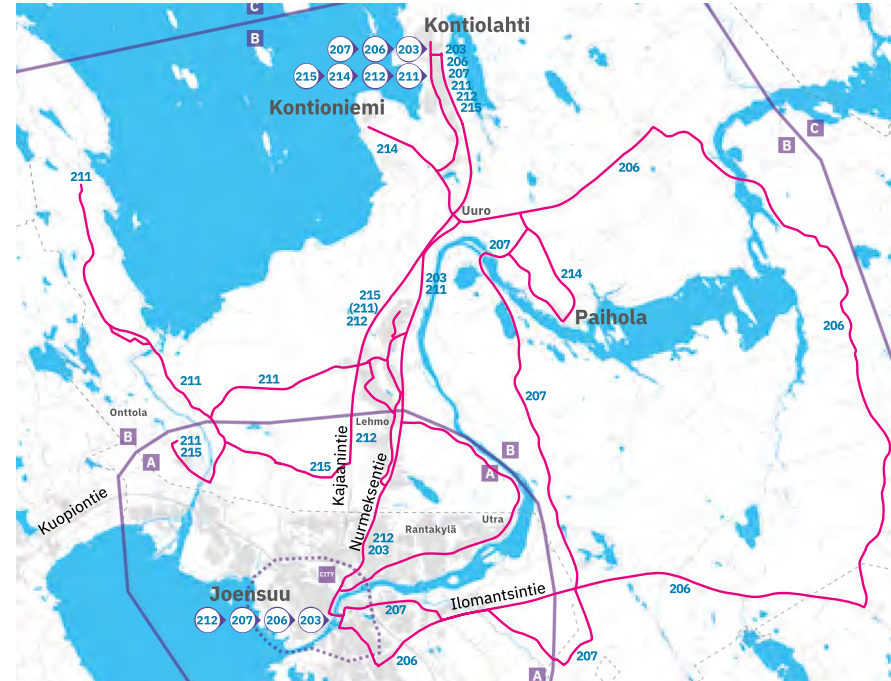 C
B
Kontiolahti
207 206 203
203
206
215 214 212 211
207
211
212
215
Kontioniemi
214
B
C
206
211
Uuro
207
214
203
211
215
(211)
212
Paihola
206
211
211
207
Onttola
Lehmo
B
A
211
215
212
B
A
215
Kajaanintie
Nurmeksentie
Kuopiontie
Utra
Rantakylä
212
203
CITY
Joensuu
Ilomantsintie
206
207
212 207 206 203
206
207
A